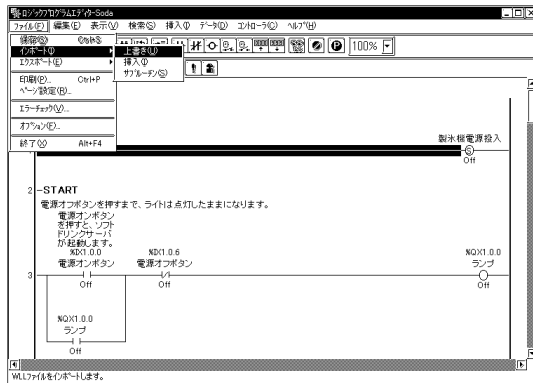 ロジックプログラムエディタ-Soda
ファイル(F) 編集(E) 表示(V) 検索(S) 挿入(I) データ(D) コントローラ(C) ヘルプ(H)
保存(S) Ctrl+S
インポート(I)
エクスポート(E)
印刷(P)... Ctrl+P
ページ設定(R)...
エラーチェック(V)...
オプション(F)...
終了(X) Alt+F4
上書き(U)
挿入(I)
サブルーチン(S)
100%
製氷機電源投入
S
Off
2
START
電源オフボタンを押すまで、ライトは点灯したままになります。
電源オンボタン
を押すと、ソフト
ドリンクサーバ
が起動します。
%IX1.0.0
電源オンボタン
Off
%IX1.0.6
電源オフボタン
Off
%QX1.0.0
ランプ
Off
3
%QX1.0.0
ランプ
Off
WLLファイルをインポートします。